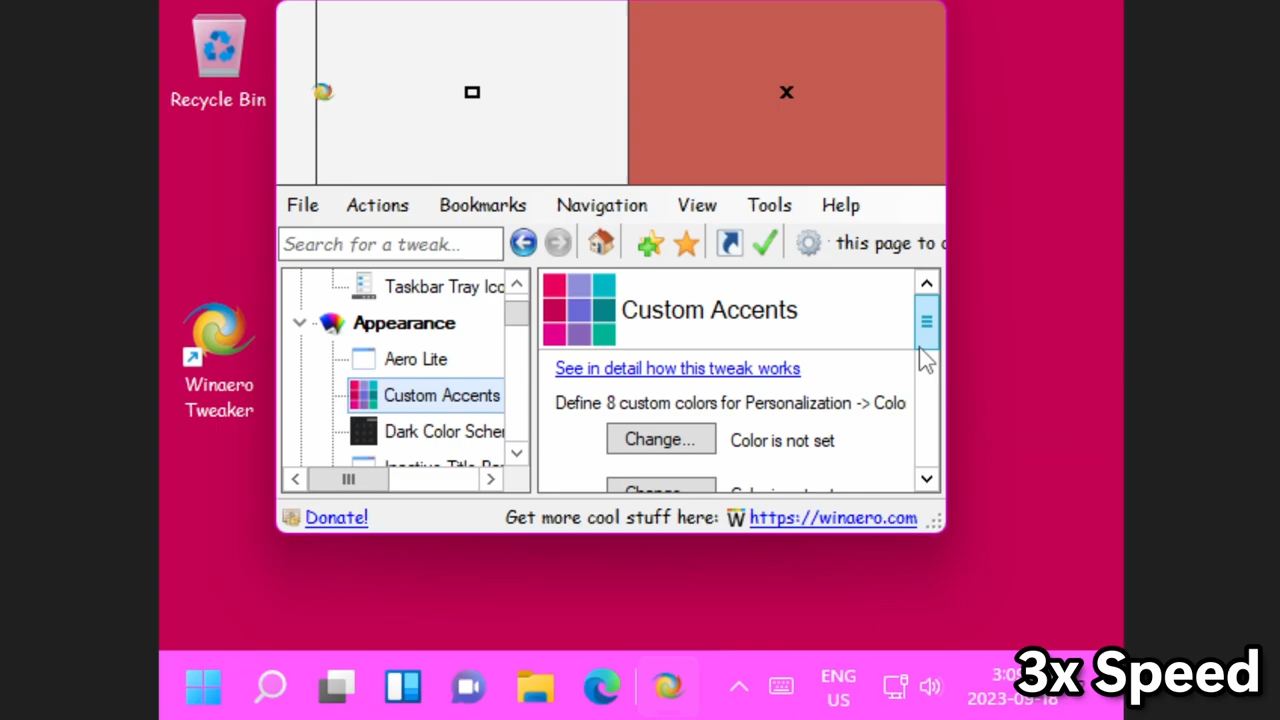 Recycle Bin
x
File Actions Bookmarks Navigation View Tools Help
Search for a tweak...
this page to
Taskbar Tray Ico
Appearance
Aero Lite
Custom Accents
Dark Color Scher
Custom Accents
See in detail how this tweak works
Define 8 custom colors for Personalization -> Colo
Change... Color is not set
Winaero
Tweaker
Donate! Get more cool stuff here: https://winaero.com
ENG
US
3x Speed